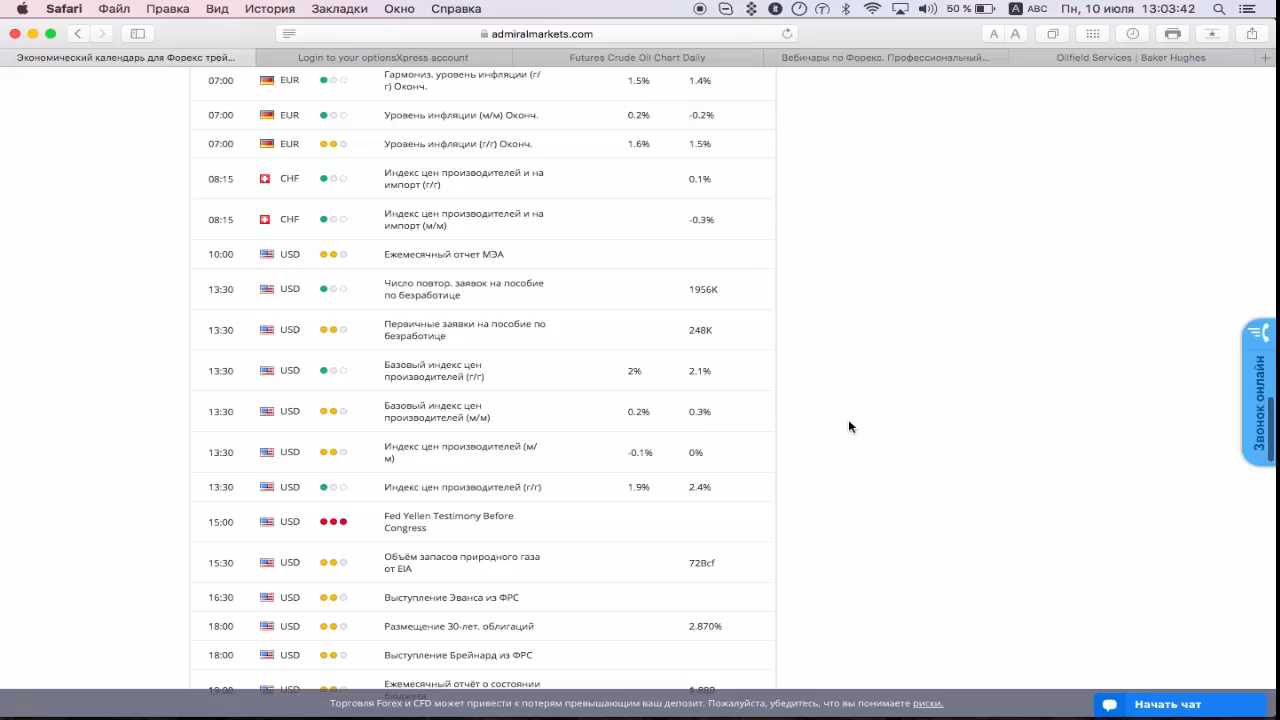 Safari Файл Правка Вид История Закладки Окно Справка 50 % A ABC Пн, 10 июля 13:03:42
admiralmarkets.com A A
Экономический календарь для Форекс трей... Login to your optionsXpress account Futures Crude Oil Chart Daily Вебинары по Форекс. Профессиональный... Oilfield Services | Baker Hughes
07:00 EUR Гармониз. уровень инфляции (г/ 1.5% 1.4%
г) Оконч.
07:00 EUR Уровень инфляции (м/м) Оконч. 0.2% -0.2%
07:00 EUR Уровень инфляции (г/г) Оконч. 1.6% 1.5%
08:15 CHF Индекс цен производителей и на 0.1%
импорт (г/г)
08:15 CHF Индекс цен производителей и на -0.3%
импорт (м/м)
10:00 USD Ежемесячный отчет МЭА
13:30 USD Число повтор. заявок на пособие 1956K
по безработице
13:30 USD Первичные заявки на пособие по 248K
безработице
13:30 USD Базовый индекс цен 2% 2.1%
производителей (г/г)
13:30 USD Базовый индекс цен 0.2% 0.3%
производителей (м/м)
13:30 USD Индекс цен производителей (м/ -0.1% 0%
м)
13:30 USD Индекс цен производителей (г/г) 1.9% 2.4%
15:00 USD Fed Yellen Testimony Before
Congress
15:30 USD Объём запасов природного газа 72Bcf
от EIA
16:30 USD Выступление Эванса из ФРС
18:00 USD Размещение 30-лет. облигаций 2.870%
18:00 USD Выступление Брейнард из ФРС
19:00 USD Ежемесячный отчёт о состоянии
бюджета
Звонок онлайн
Торговля Forex и CFD может привести к потерям превышающим ваш депозит. Пожалуйста, убедитесь, что вы понимаете риски.
Начать чат